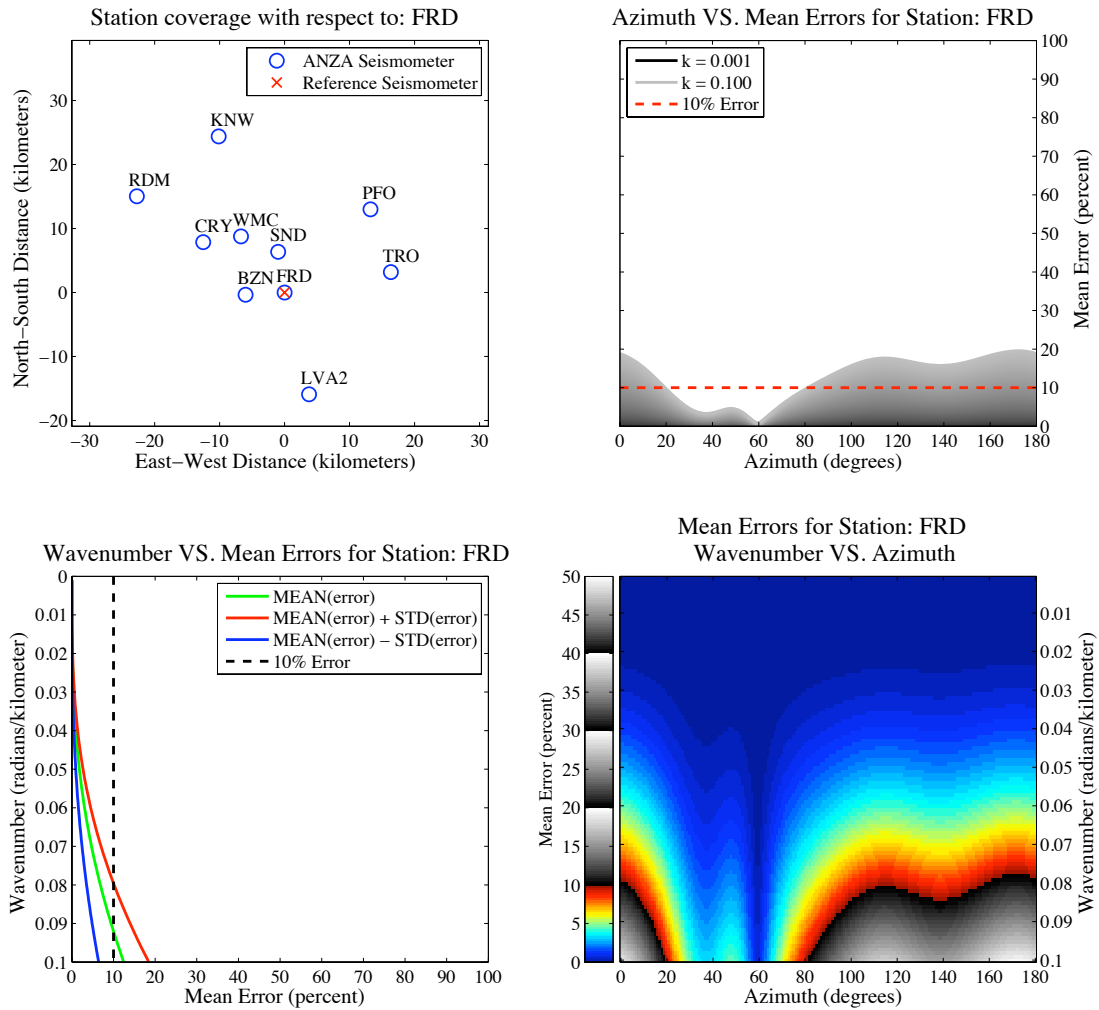 Station coverage with respect to: FRD
ANZA Seismometer
Reference Seismometer
KNW
RDM
PFO
CRY
WMC
SND
TRO
BZN
FRD
LVA2
30
20
10
0
−10
−20
−30
−20
−10
0
10
20
30
North−South Distance (kilometers)
East−West Distance (kilometers)
Azimuth VS. Mean Errors for Station: FRD
k = 0.001
k = 0.100
10% Error
100
90
80
70
60
50
40
30
20
10
0
0
20
40
60
80
100
120
140
160
180
Mean Error (percent)
Azimuth (degrees)
Wavenumber VS. Mean Errors for Station: FRD
MEAN(error)
MEAN(error) + STD(error)
MEAN(error) − STD(error)
10% Error
0
0.01
0.02
0.03
0.04
0.05
0.06
0.07
0.08
0.09
0.1
0
10
20
30
40
50
60
70
80
90
100
Wavenumber (radians/kilometer)
Mean Error (percent)
Mean Errors for Station: FRD
Wavenumber VS. Azimuth
50
45
40
35
30
25
20
15
10
5
0
Mean Error (percent)
0.01
0.02
0.03
0.04
0.05
0.06
0.07
0.08
0.09
0.1
Wavenumber (radians/kilometer)
0
20
40
60
80
100
120
140
160
180
Azimuth (degrees)